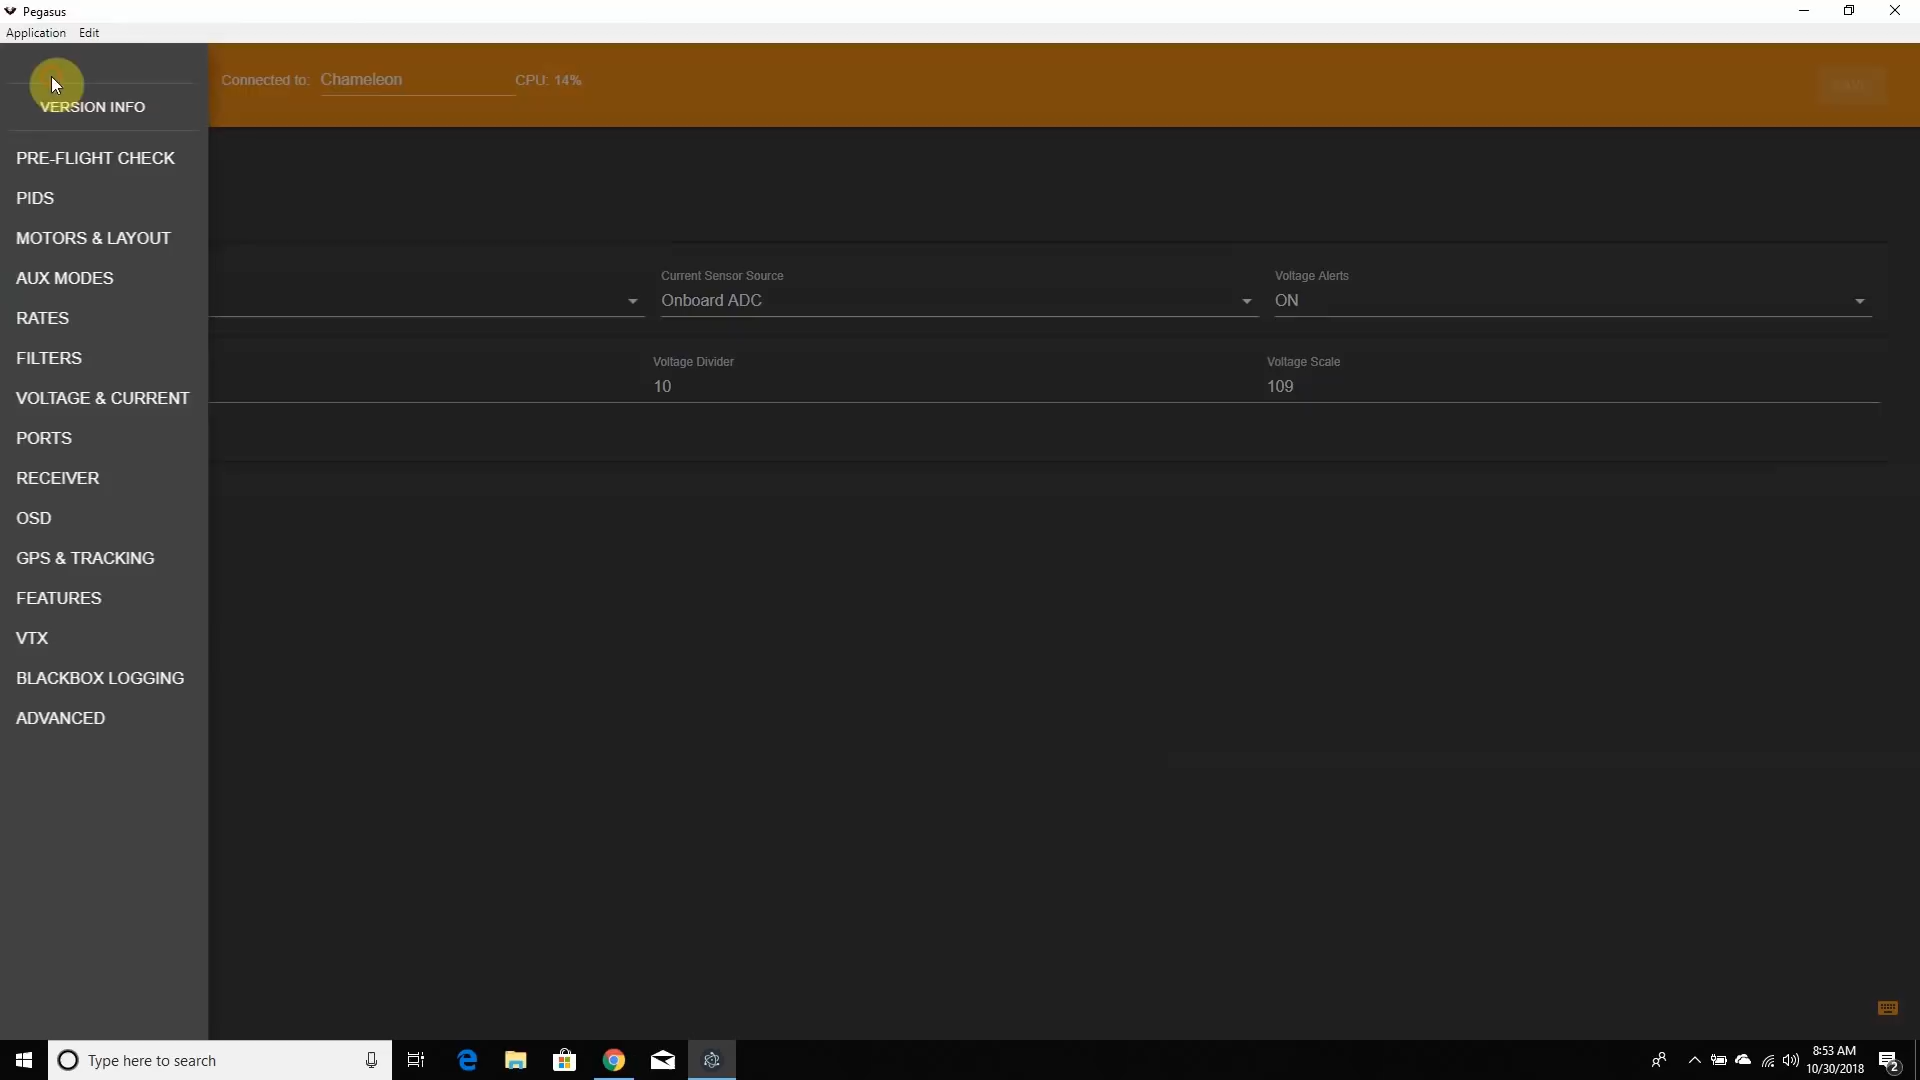 Pegasus
Application Edit
Connected to: Chameleon CPU: 14%
VERSION INFO
PRE-FLIGHT CHECK
PIDS
MOTORS & LAYOUT
AUX MODES
RATES
FILTERS
VOLTAGE & CURRENT
PORTS
RECEIVER
OSD
GPS & TRACKING
FEATURES
VTX
BLACKBOX LOGGING
ADVANCED
Current Sensor Source
Onboard ADC
Voltage Alerts
ON
Voltage Divider
10
Voltage Scale
109
Type here to search
8:53 AM
10/30/2018
2